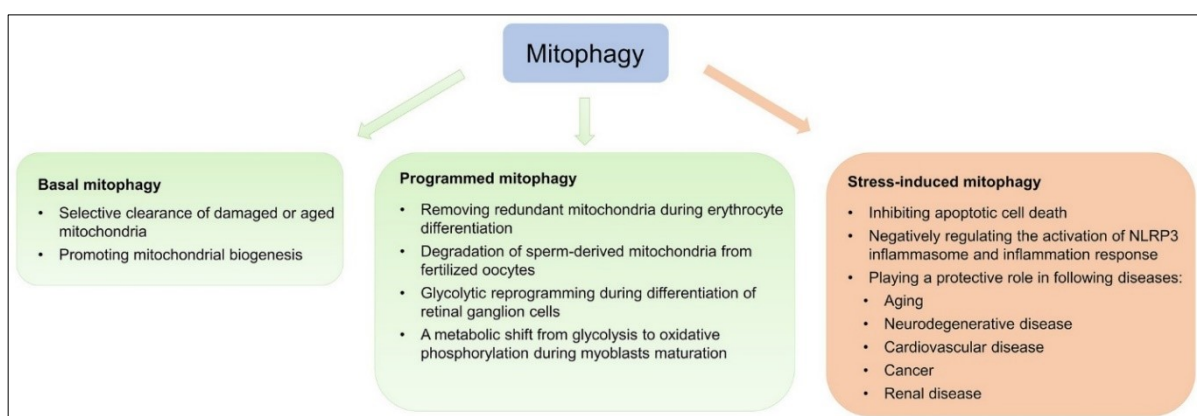 Mitophagy
Basal mitophagy
• Selective clearance of damaged or aged
mitochondria
• Promoting mitochondrial biogenesis
Programmed mitophagy
• Removing redundant mitochondria during erythrocyte
differentiation
• Degradation of sperm-derived mitochondria from
fertilized oocytes
• Glycolytic reprogramming during differentiation of
retinal ganglion cells
• A metabolic shift from glycolysis to oxidative
phosphorylation during myoblasts maturation
Stress-induced mitophagy
• Inhibiting apoptotic cell death
• Negatively regulating the activation of NLRP3
inflammasome and inflammation response
• Playing a protective role in following diseases:
• Aging
• Neurodegenerative disease
• Cardiovascular disease
• Cancer
• Renal disease